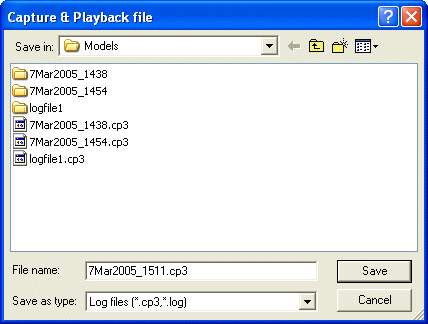 Capture & Playback file
Save in: Models
7Mar2005_1438
7Mar2005_1454
logfile1
7Mar2005_1438.cp3
7Mar2005_1454.cp3
logfile1.cp3
File name: 7Mar2005_1511.cp3 Save
Save as type: Log files (*.cp3,*.log) Cancel